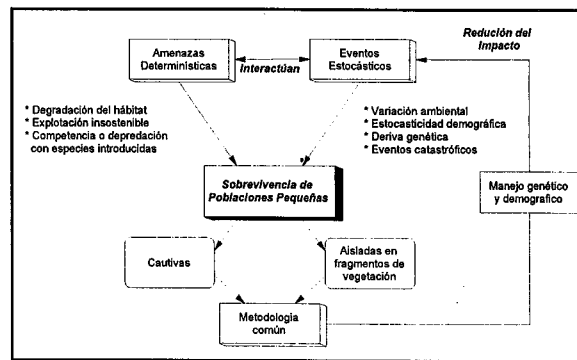 Redución del
Impacto
Amenazas
Determinísticas
Interactúan
Eventos
Estocásticos
* Degradación del hábitat
* Explotación insostenible
* Competencia o depredación
con especies introducidas
* Variación ambiental
* Estocasticidad demográfica
* Deriva genética
* Eventos catastróficos
Sobrevivencia de
Poblaciones Pequeñas
Manejo genético
y demografico
Cautivas
Aisladas en
fragmentos de
vegetación
Metodología
común